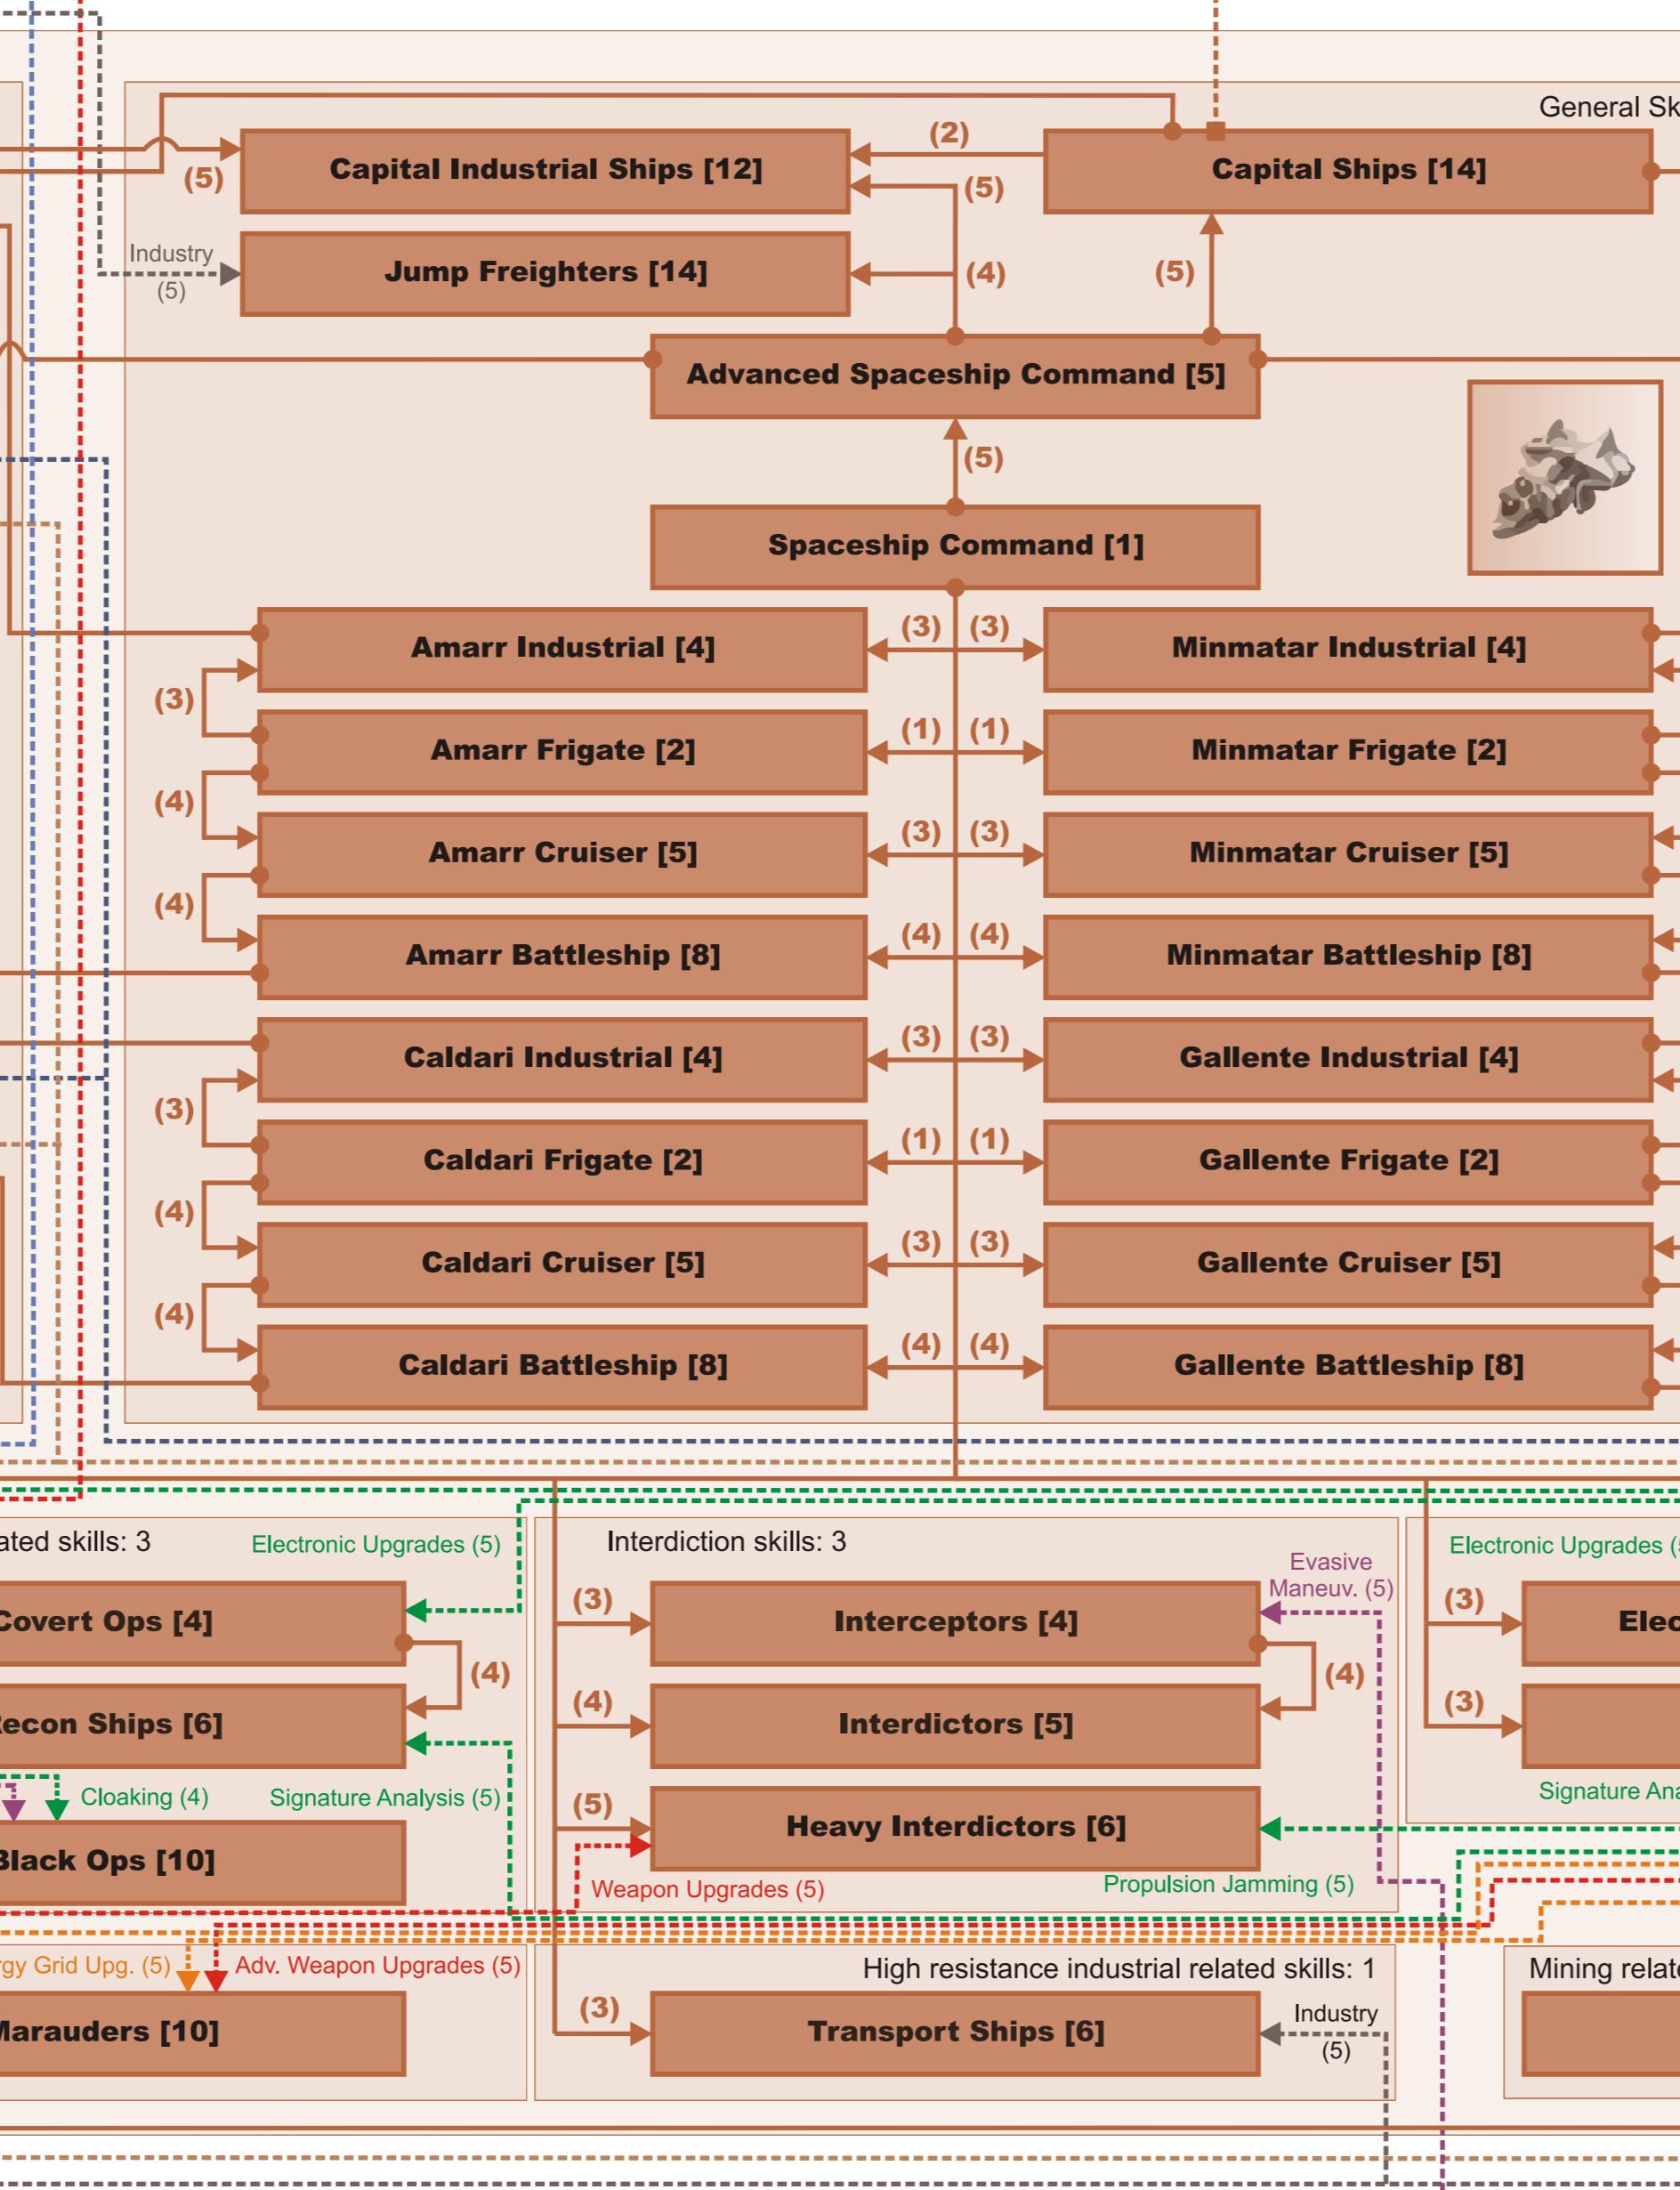 General Sk
(2)
Capital Industrial Ships [12]
Capital Ships [14]
(5)
(5)
Industry
(5)
Jump Freighters [14]
(4)
(5)
Advanced Spaceship Command [5]
(5)
Spaceship Command [1]
Amarr Industrial [4]
(3) (3)
Minmatar Industrial [4]
(3)
Amarr Frigate [2]
(1) (1)
Minmatar Frigate [2]
(4)
Amarr Cruiser [5]
(3) (3)
Minmatar Cruiser [5]
(4)
Amarr Battleship [8]
(4) (4)
Minmatar Battleship [8]
Caldari Industrial [4]
(3) (3)
Gallente Industrial [4]
(3)
Caldari Frigate [2]
(1) (1)
Gallente Frigate [2]
(4)
Caldari Cruiser [5]
(3) (3)
Gallente Cruiser [5]
(4)
Caldari Battleship [8]
(4) (4)
Gallente Battleship [8]
ated skills: 3
Electronic Upgrades (5)
Covert Ops [4]
(4)
Recon Ships [6]
Cloaking (4)
Signature Analysis (5)
Black Ops [10]
Interdiction skills: 3
Evasive
Maneuv. (5)
(3)
Interceptors [4]
(4)
(4)
Interdictors [5]
(5)
Heavy Interdictors [6]
Weapon Upgrades (5)
Propulsion Jamming (5)
Electronic Upgrades (5
(3)
Elec
(3)
Signature Ana
rgy Grid Upg. (5)
Adv. Weapon Upgrades (5)
Marauders [10]
High resistance industrial related skills: 1
(3)
Transport Ships [6]
Industry
(5)
Mining relate